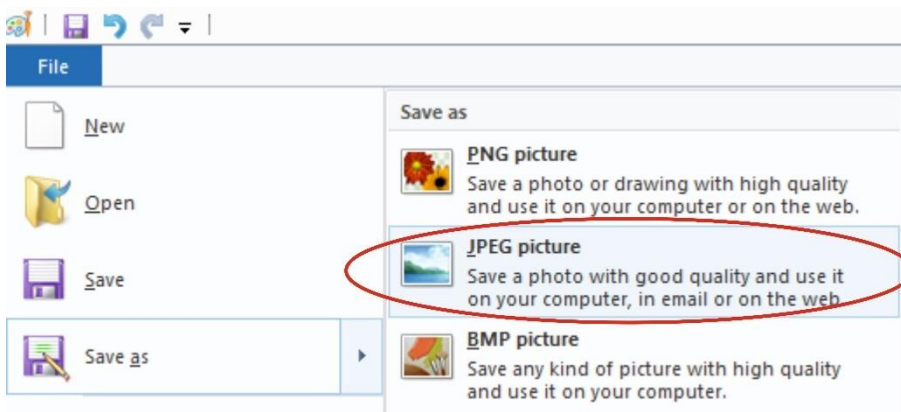 File
New
Open
Save
Save as
Save as
PNG picture
Save a photo or drawing with high quality
and use it on your computer or on the web.
JPEG picture
Save a photo with good quality and use it
on your computer, in email or on the web.
BMP picture
Save any kind of picture with high quality
and use it on your computer.